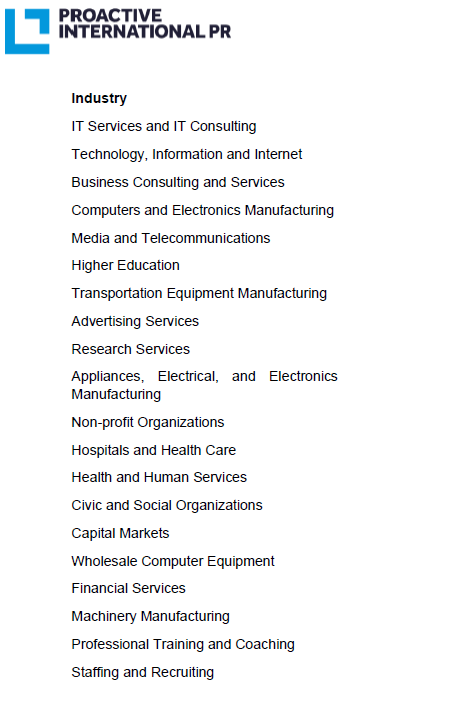 PROACTIVE
INTERNATIONAL PR
Industry
IT Services and IT Consulting
Technology, Information and Internet
Business Consulting and Services
Computers and Electronics Manufacturing
Media and Telecommunications
Higher Education
Transportation Equipment Manufacturing
Advertising Services
Research Services
Appliances, Electrical, and Electronics
Manufacturing
Non-profit Organizations
Hospitals and Health Care
Health and Human Services
Civic and Social Organizations
Capital Markets
Wholesale Computer Equipment
Financial Services
Machinery Manufacturing
Professional Training and Coaching
Staffing and Recruiting